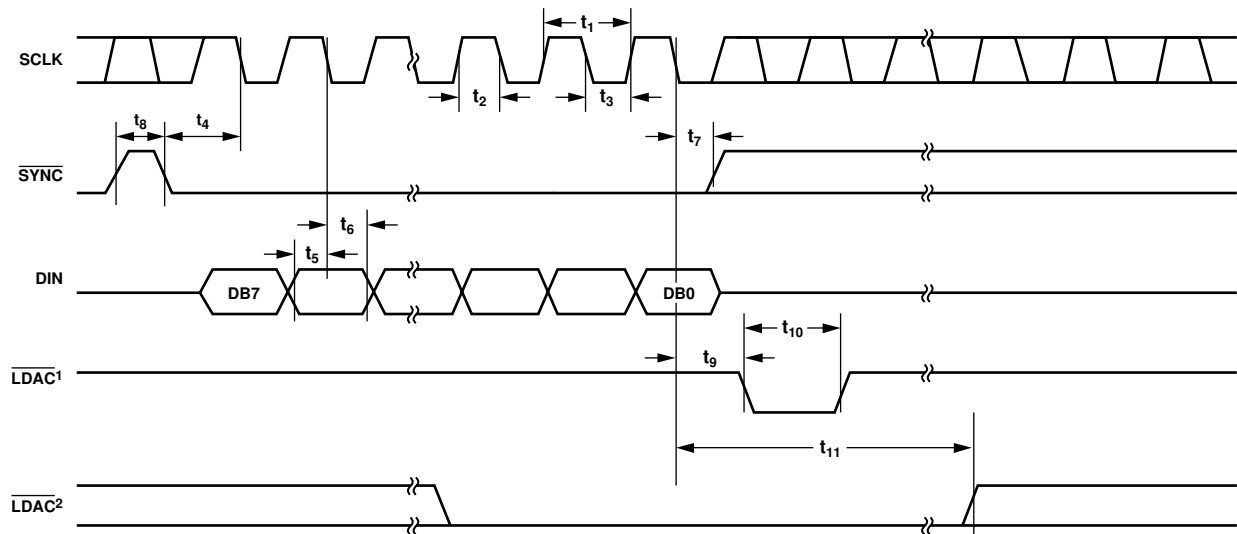 t₁
SCLK
t₂
t₃
t₈
t₄
t₇
SYNC
t₆
t₅
DIN
DB7
DB0
t₁₀
t₉
LDAC¹
t₁₁
LDAC²